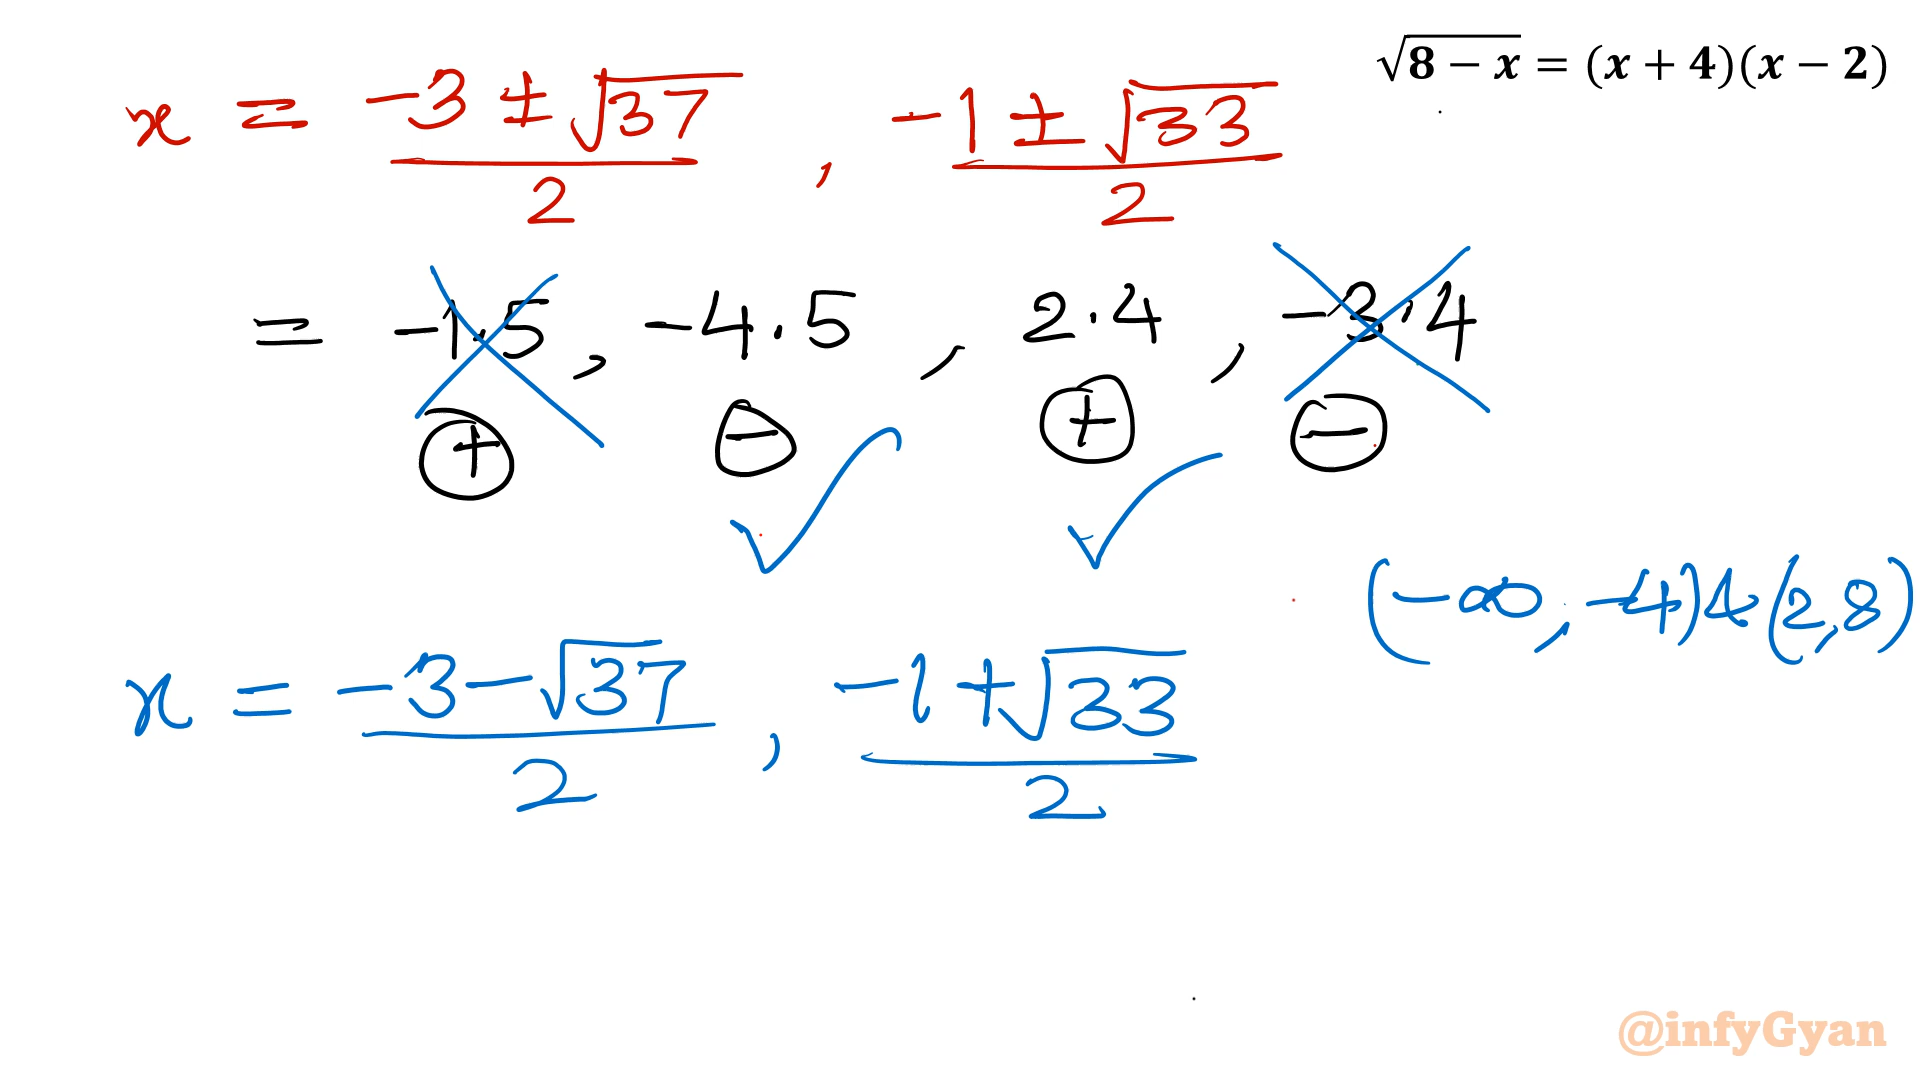 √(8 − x) = (x + 4)(x − 2)
x = (-3 ± √37)/2 , (-1 ± √33)/2
= -1.5 , -4.5 , 2.4 , -3.4
+ − + −
(-∞, -4) & (2, 8)
x = (-3 - √37)/2 , (-1 + √33)/2
@infyGyan